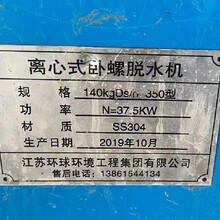 离心式卧螺脱水机
规 格 140kgDs/ 350型
功 率 N=37.5KW
材 质 SS304
生产日期 2019年10月
江苏环球环境工程集团有限公司
售后电话: 13861544134